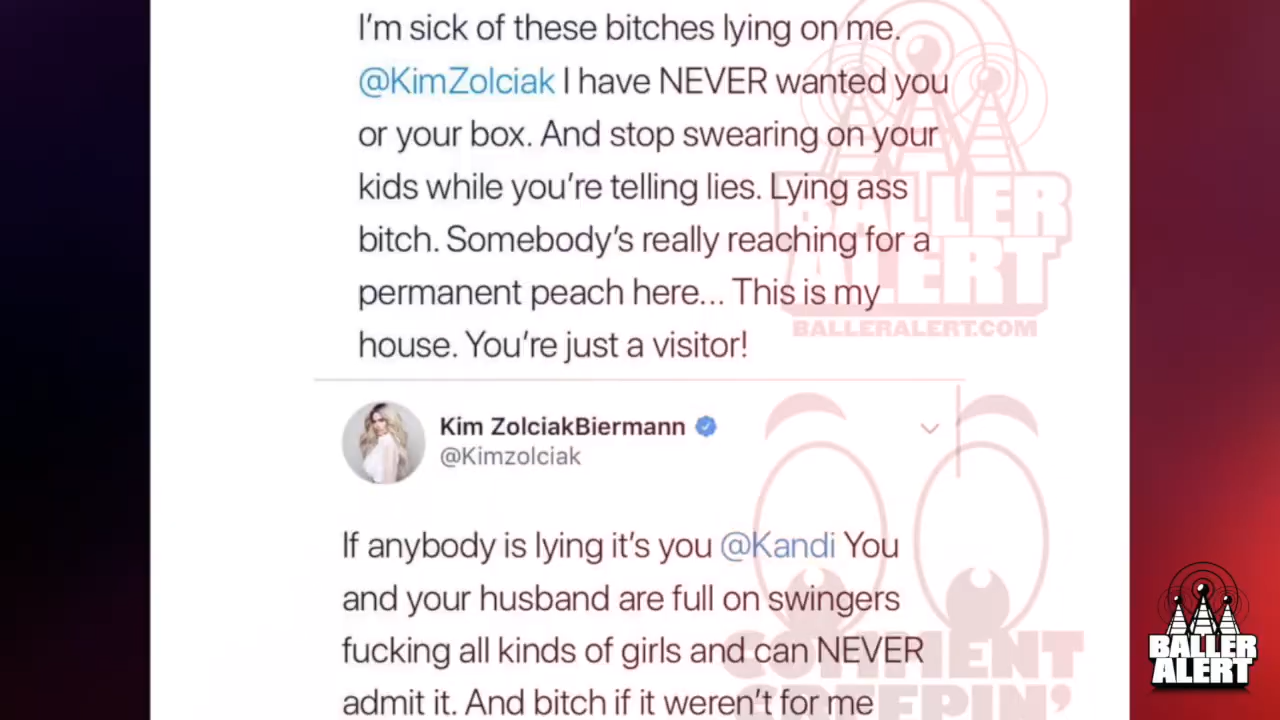 I'm sick of these bitches lying on me.
@KimZolciak I have NEVER wanted you
or your box. And stop swearing on your
kids while you're telling lies. Lying ass
bitch. Somebody's really reaching for a
permanent peach here... This is my
house. You're just a visitor!
BALLER
ALERT
BALLERALERT.COM
Kim ZolciakBiermann
@Kimzolciak
If anybody is lying it's you @Kandi You
and your husband are full on swingers
fucking all kinds of girls and can NEVER
admit it. And bitch if it weren't for me
COMMENT
CREEPIN'
BALLER
ALERT